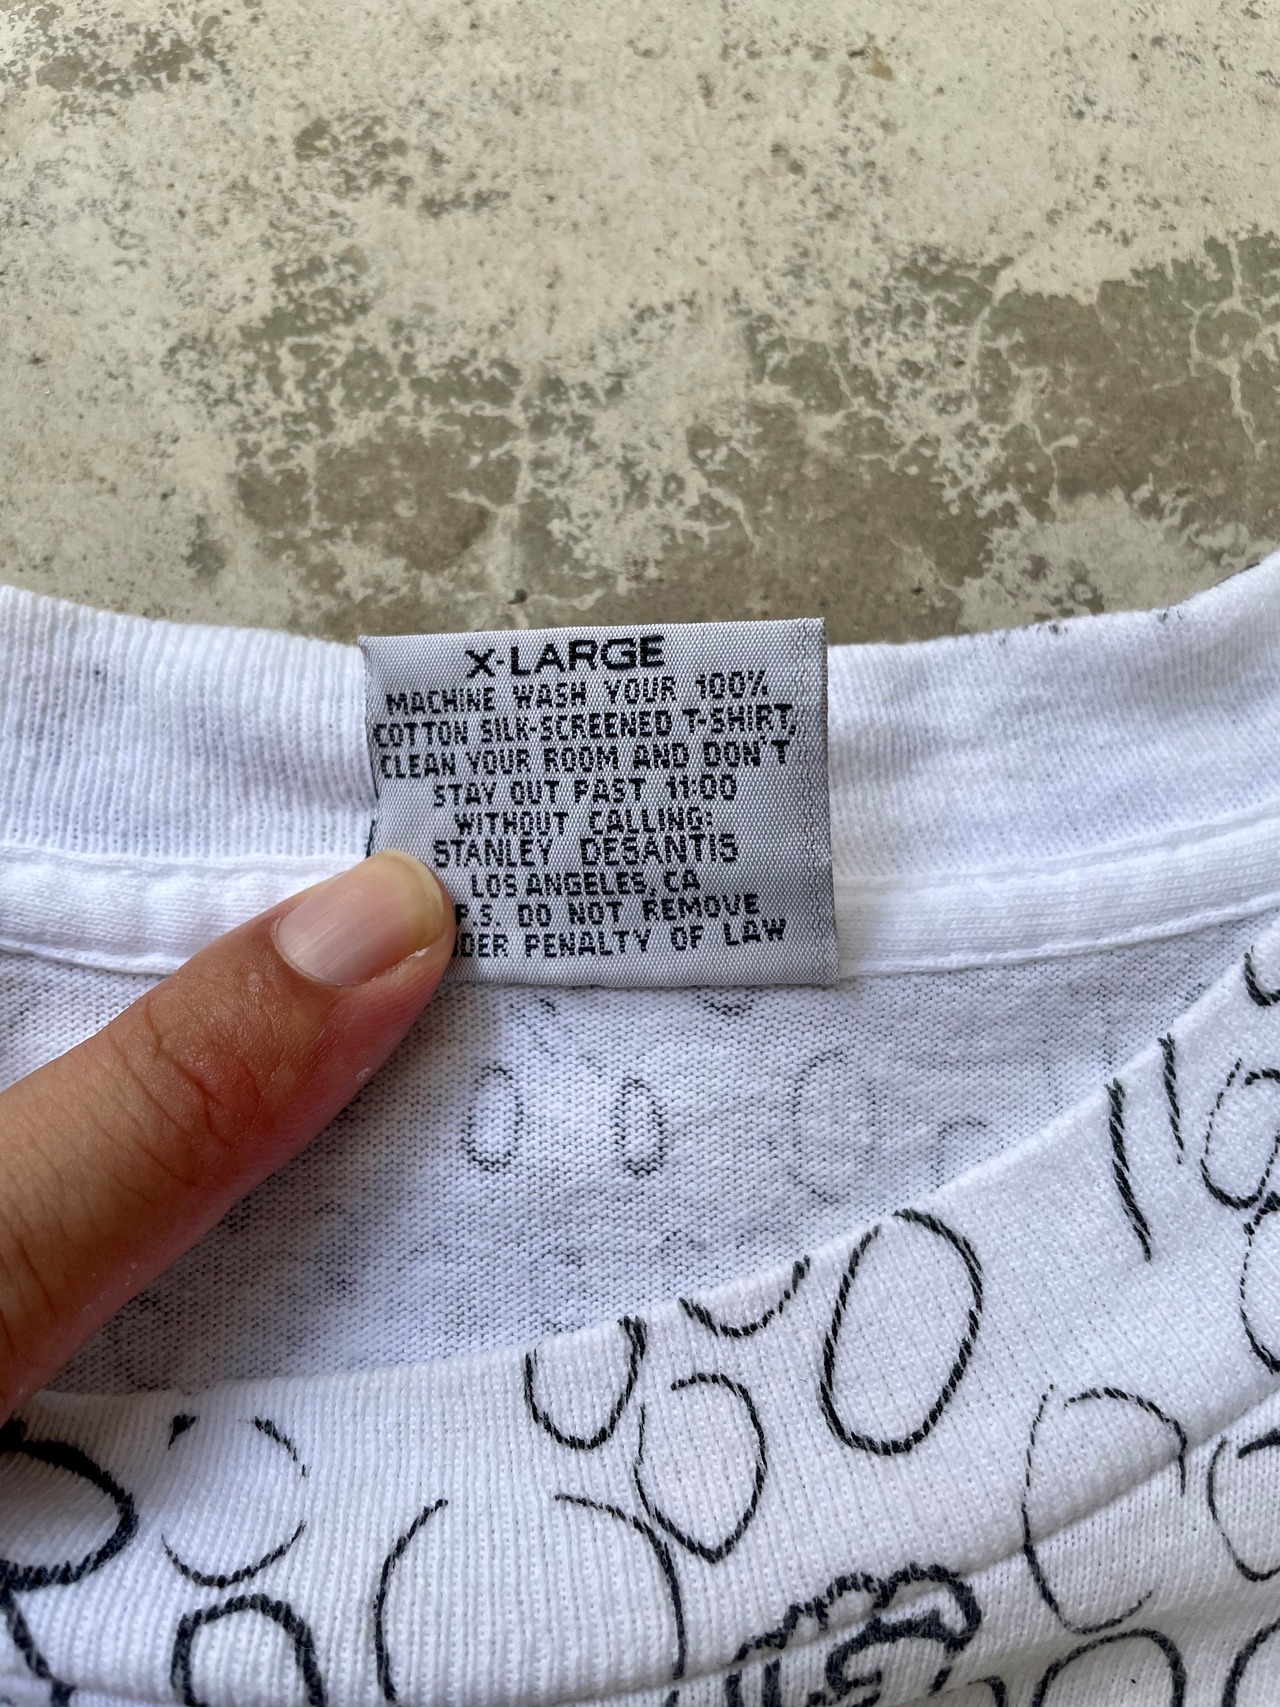 X-LARGE
MACHINE WASH YOUR 100%
COTTON SILK-SCREENED T-SHIRT,
CLEAN YOUR ROOM AND DON'T
STAY OUT PAST 11:00
WITHOUT CALLING:
STANLEY DESANTIS
LOS ANGELES, CA
P.S. DO NOT REMOVE
DER PENALTY OF LAW